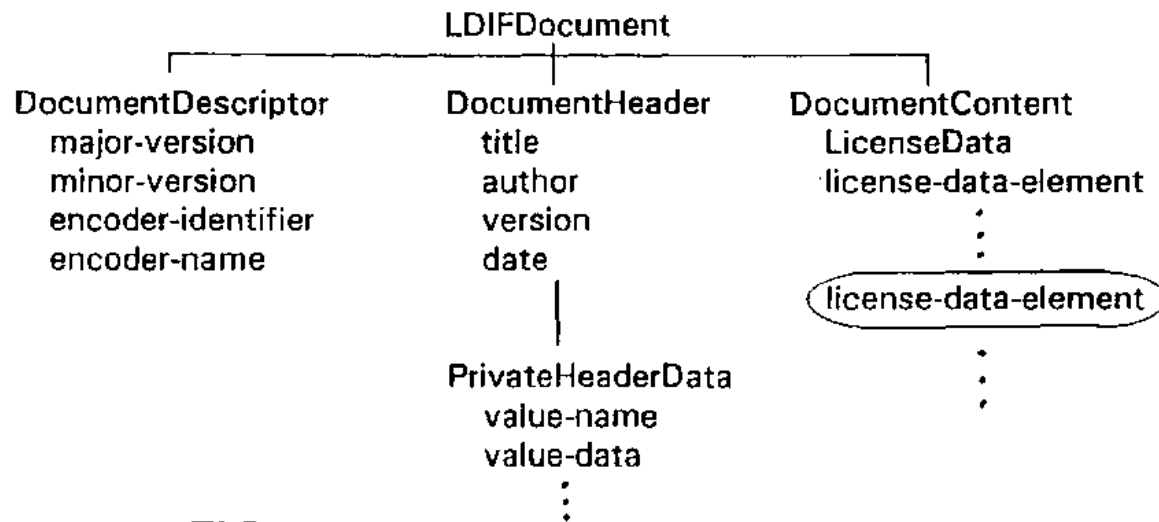 LDIFDocument
DocumentDescriptor
major-version
minor-version
encoder-identifier
encoder-name
DocumentHeader
title
author
version
date
PrivateHeaderData
value-name
value-data
DocumentContent
LicenseData
license-data-element
license-data-element